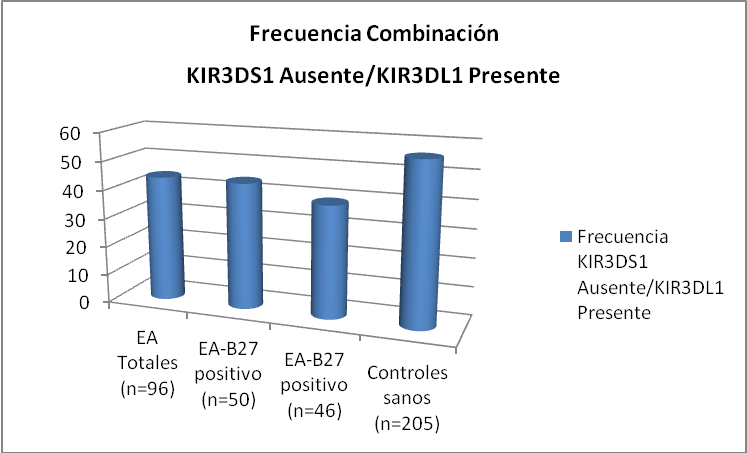 Frecuencia Combinación
KIR3DS1 Ausente/KIR3DL1 Presente
60
50
40
30
20
10
0
EA
Totales
(n=96)
EA-B27
positivo
(n=50)
EA-B27
positivo
(n=46)
Controles
sanos
(n=205)
Frecuencia
KIR3DS1
Ausente/KIR3DL1
Presente